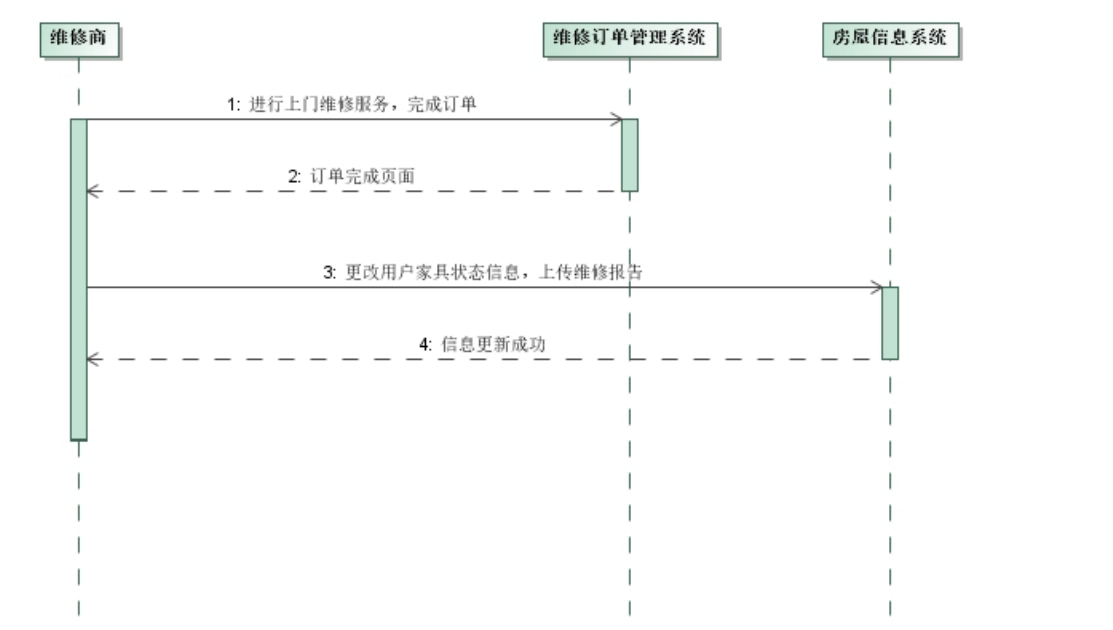 维修商
维修订单管理系统
房屋信息系统
1: 进行上门维修服务，完成订单
2: 订单完成页面
3: 更改用户家具状态信息，上传维修报告
4: 信息更新成功